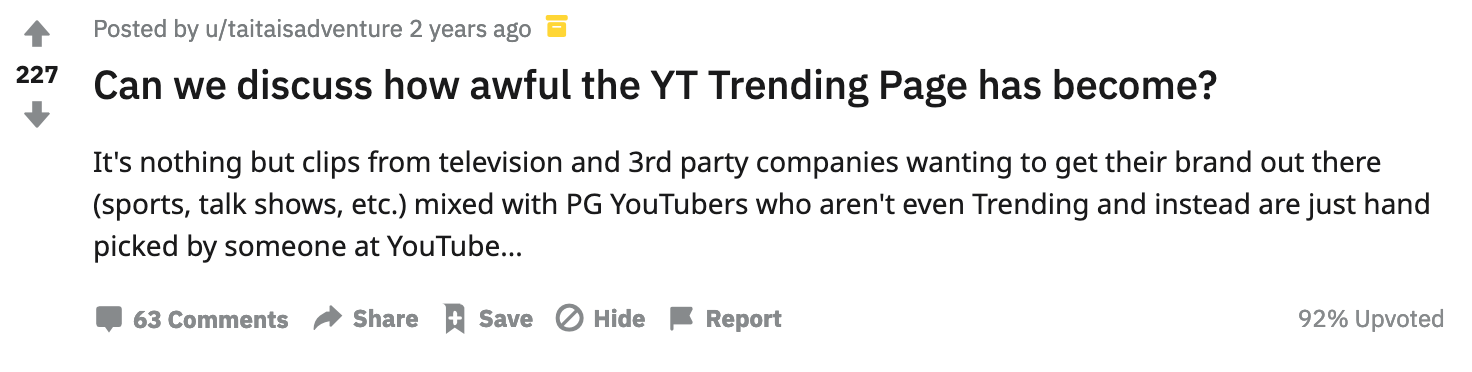 Posted by u/taitaisadventure 2 years ago
227
Can we discuss how awful the YT Trending Page has become?
It's nothing but clips from television and 3rd party companies wanting to get their brand out there
(sports, talk shows, etc.) mixed with PG YouTubers who aren't even Trending and instead are just hand
picked by someone at YouTube...
63 Comments Share Save Hide Report 92% Upvoted